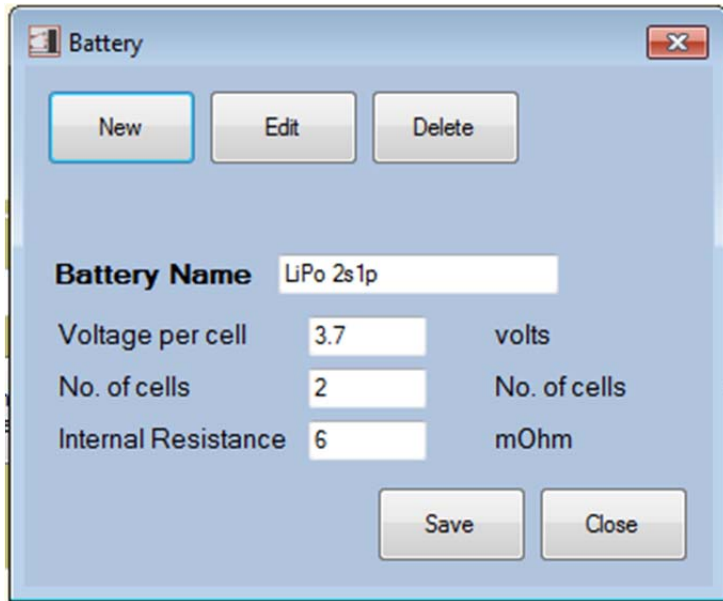 Battery
New Edit Delete
Battery Name LiPo 2s1p
Voltage per cell 3.7 volts
No. of cells 2 No. of cells
Internal Resistance 6 mOhm
Save Close